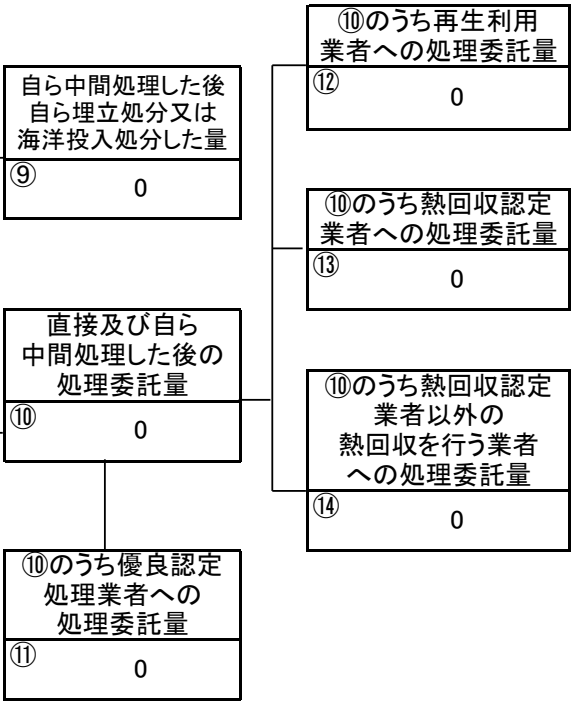 自ら中間処理した後
自ら埋立処分又は
海洋投入処分した量
⑨
0
直接及び自ら
中間処理した後の
処理委託量
⑩
0
⑩のうち優良認定
処理業者への
処理委託量
⑪
0
⑩のうち再生利用
業者への処理委託量
⑫
0
⑩のうち熱回収認定
業者への処理委託量
⑬
0
⑩のうち熱回収認定
業者以外の
熱回収を行う業者
への処理委託量
⑭
0